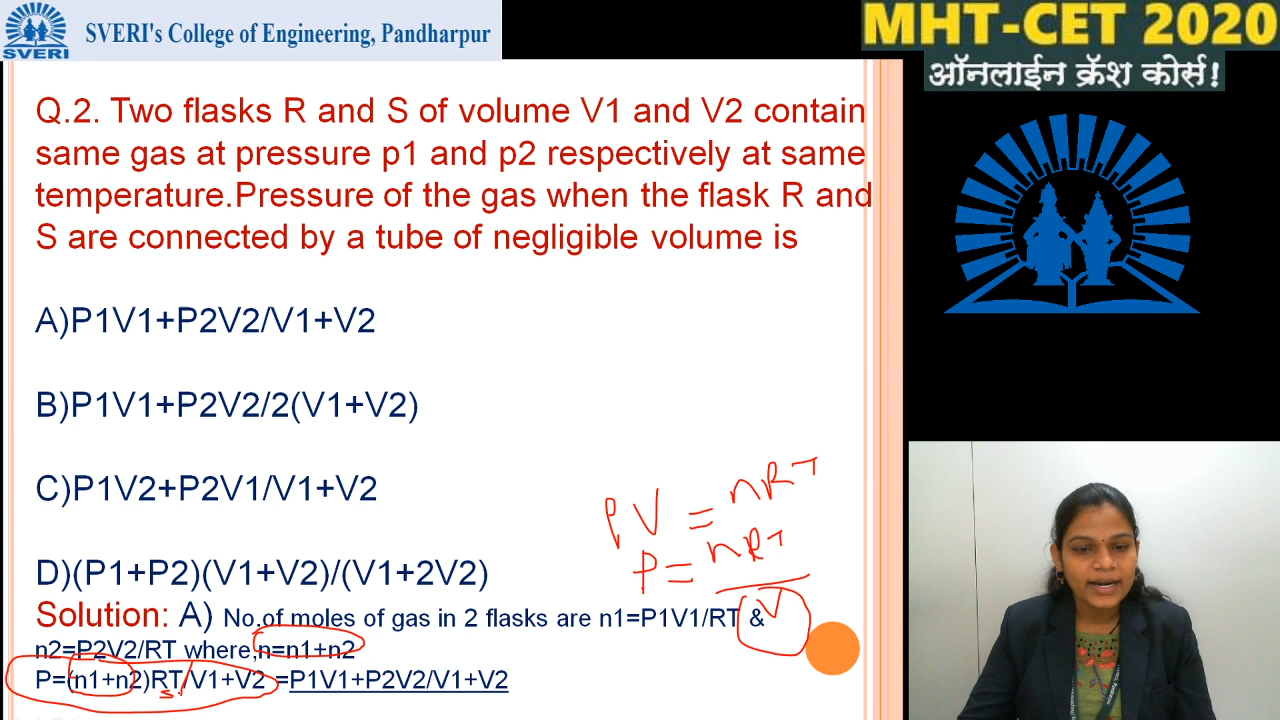 SVERI
SVERI's College of Engineering, Pandharpur
MHT-CET 2020
ऑनलाईन क्रॅश कोर्स!
Q.2. Two flasks R and S of volume V1 and V2 contain
same gas at pressure p1 and p2 respectively at same
temperature.Pressure of the gas when the flask R and
S are connected by a tube of negligible volume is
A)P1V1+P2V2/V1+V2
B)P1V1+P2V2/2(V1+V2)
C)P1V2+P2V1/V1+V2
D)(P1+P2)(V1+V2)/(V1+2V2)
PV = nRT
P = nRT
V
Solution: A) No.of moles of gas in 2 flasks are n1=P1V1/RT &
n2=P2V2/RT where,n=n1+n2
P=(n1+n2)RT/V1+V2 =P1V1+P2V2/V1+V2